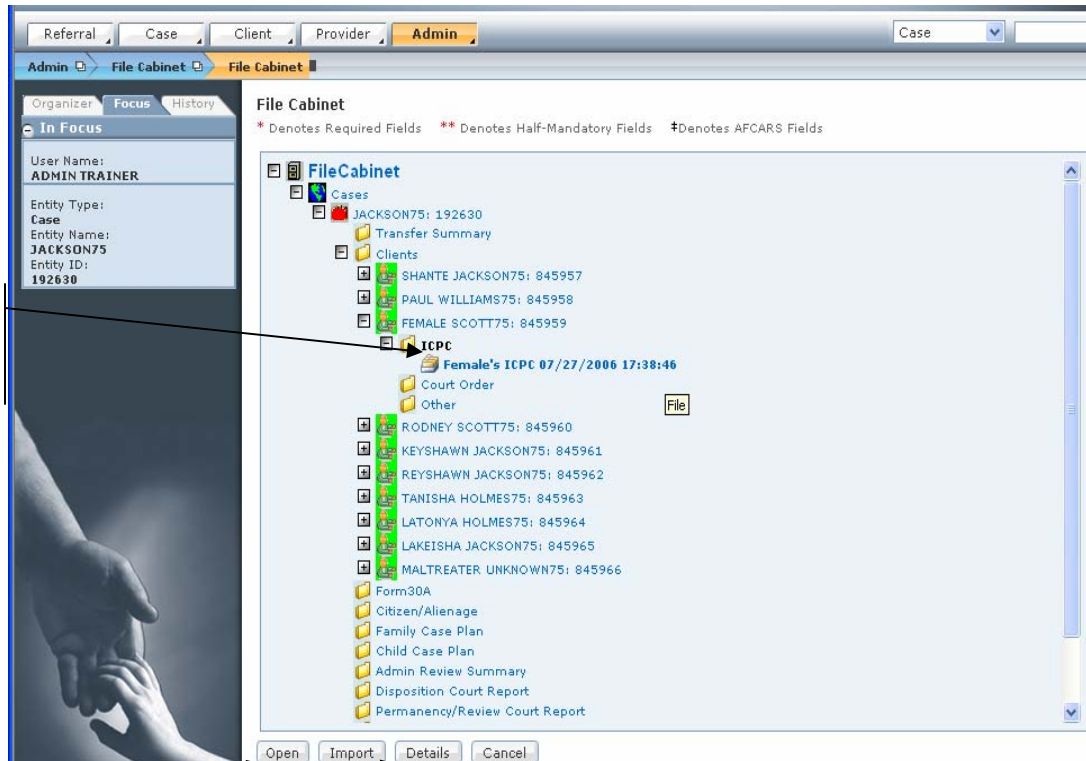 Referral Case Client Provider Admin Case
Admin File Cabinet File Cabinet
Organizer Focus History
In Focus
User Name:
ADMIN TRAINER
Entity Type:
Case
Entity Name:
JACKSON75
Entity ID:
192630
File Cabinet
* Denotes Required Fields ** Denotes Half-Mandatory Fields ‡Denotes AFCARS Fields
FileCabinet
Cases
JACKSON75: 192630
Transfer Summary
Clients
SHANTE JACKSON75: 845957
PAUL WILLIAMS75: 845958
FEMALE SCOTT75: 845959
ICPC
Female's ICPC 07/27/2006 17:38:46
Court Order
Other
File
RODNEY SCOTT75: 845960
KEYSHAWN JACKSON75: 845961
REYSHAWN JACKSON75: 845962
TANISHA HOLMES75: 845963
LATONYA HOLMES75: 845964
LAKEISHA JACKSON75: 845965
MALTREATER UNKNOWN75: 845966
Form30A
Citizen/Alienage
Family Case Plan
Child Case Plan
Admin Review Summary
Disposition Court Report
Permanency/Review Court Report
Open Import Details Cancel